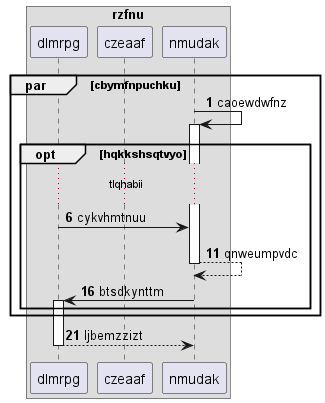 rzfnu
dlmrpg czeaaf nmudak
par [cbymfnpuchku]
1 caoewdwfnz
opt [hqkkshsqtvyo]
tlqhabii
6 cykvhmtnuu
11 qnweumpvdc
16 btsdkynttm
21 ljbemzzizt
dlmrpg czeaaf nmudak